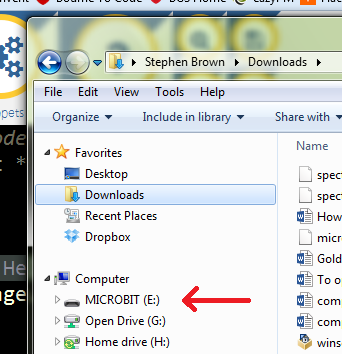 Stephen Brown Downloads
File Edit View Tools Help
Organize Include in library Share with
Favorites
Desktop
Downloads
Recent Places
Dropbox
Computer
MICROBIT (E:)
Open Drive (G:)
Home drive (H:)
Name
spect
spect
How
micr
Gold
To o
com
com
wins